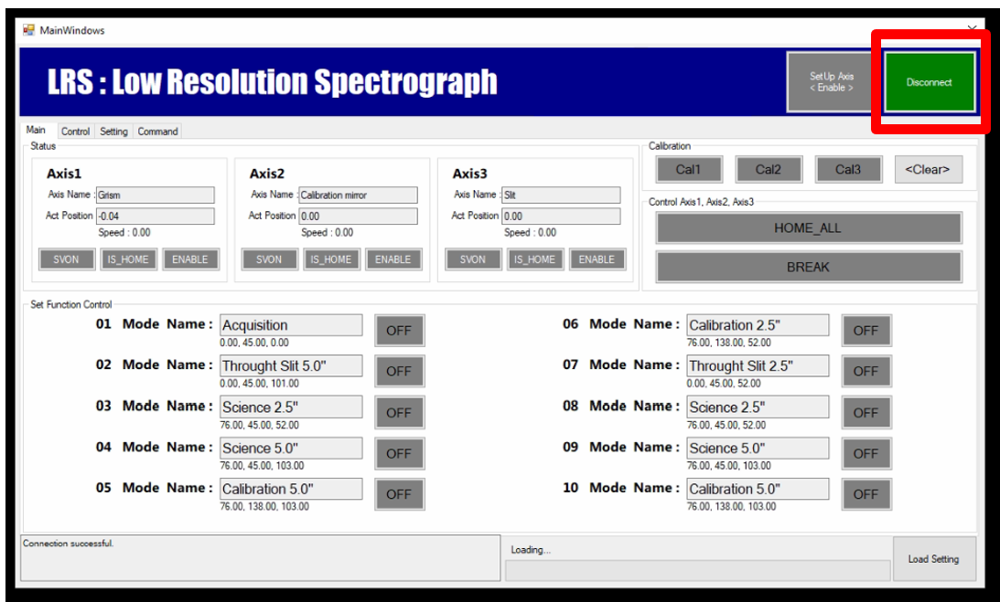 MainWindows
LRS : Low Resolution Spectrograph
SetUp Axis
< Enable >
Disconnect
Main Control Setting Command
Status
Axis1
Axis Name : Grism
Act Position -0.04
Speed : 0.00
SVON IS_HOME ENABLE
Axis2
Axis Name : Calibration mirror
Act Position 0.00
Speed : 0.00
SVON IS_HOME ENABLE
Axis3
Axis Name : Slit
Act Position 0.00
Speed : 0.00
SVON IS_HOME ENABLE
Calibration
Cal1 Cal2 Cal3 <Clear>
Control Axis1, Axis2, Axis3
HOME_ALL
BREAK
Set Function Control
01 Mode Name : Acquisition OFF
0.00, 45.00, 0.00
02 Mode Name : Throught Slit 5.0" OFF
0.00, 45.00, 101.00
03 Mode Name : Science 2.5" OFF
76.00, 45.00, 52.00
04 Mode Name : Science 5.0" OFF
76.00, 45.00, 103.00
05 Mode Name : Calibration 5.0" OFF
76.00, 138.00, 103.00
06 Mode Name : Calibration 2.5" OFF
76.00, 138.00, 52.00
07 Mode Name : Throught Slit 2.5" OFF
0.00, 45.00, 52.00
08 Mode Name : Science 2.5" OFF
76.00, 45.00, 52.00
09 Mode Name : Science 5.0" OFF
76.00, 45.00, 103.00
10 Mode Name : Calibration 5.0" OFF
76.00, 138.00, 103.00
Connection successful.
Loading...
Load Setting